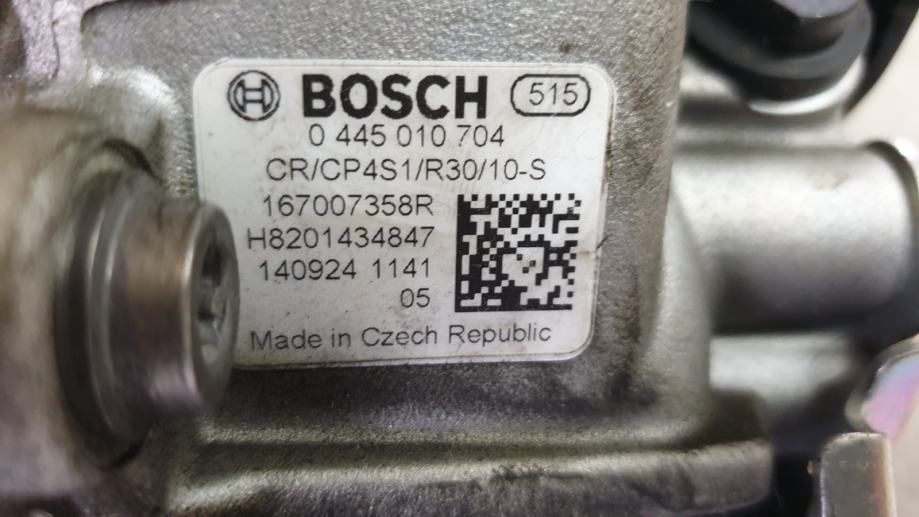 BOSCH 515
0 445 010 704
CR/CP4S1/R30/10-S
167007358R
H8201434847
140924 1141
05
Made in Czech Republic